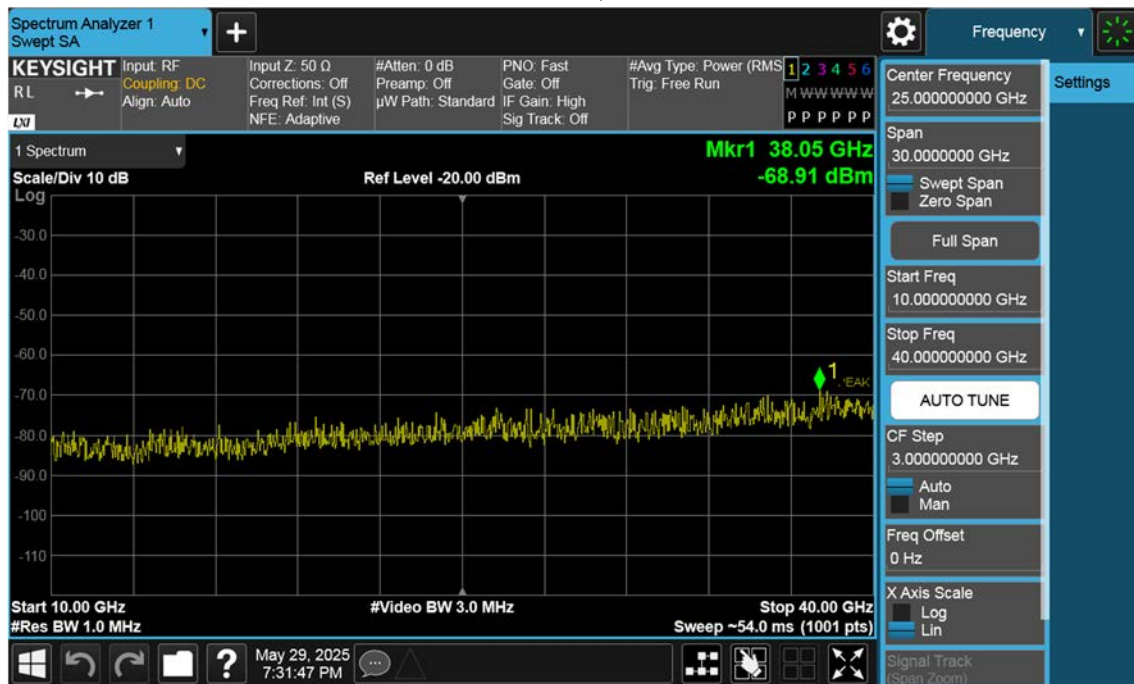 Spectrum Analyzer 1
Swept SA
+
Frequency
KEYSIGHT
RL
LXI
Input: RF
Coupling: DC
Align: Auto
Input Z: 50 Ω
Corrections: Off
Freq Ref: Int (S)
NFE: Adaptive
#Atten: 0 dB
Preamp: Off
µW Path: Standard
PNO: Fast
Gate: Off
IF Gain: High
Sig Track: Off
#Avg Type: Power (RMS
Trig: Free Run
1 2 3 4 5 6
M W W W W W
P P P P P P
1 Spectrum
Mkr1 38.05 GHz
-68.91 dBm
Scale/Div 10 dB
Ref Level -20.00 dBm
Log
-30.0
-40.0
-50.0
-60.0
1
-70.0
-80.0
-90.0
-100
-110
Start 10.00 GHz
#Video BW 3.0 MHz
Stop 40.00 GHz
#Res BW 1.0 MHz
Sweep ~54.0 ms (1001 pts)
?
May 29, 2025
7:31:47 PM
Center Frequency
25.000000000 GHz
Settings
Span
30.0000000 GHz
Swept Span
Zero Span
Full Span
Start Freq
10.000000000 GHz
Stop Freq
40.000000000 GHz
AUTO TUNE
CF Step
3.000000000 GHz
Auto
Man
Freq Offset
0 Hz
X Axis Scale
Log
Lin
Signal Track
(Span Zoom)